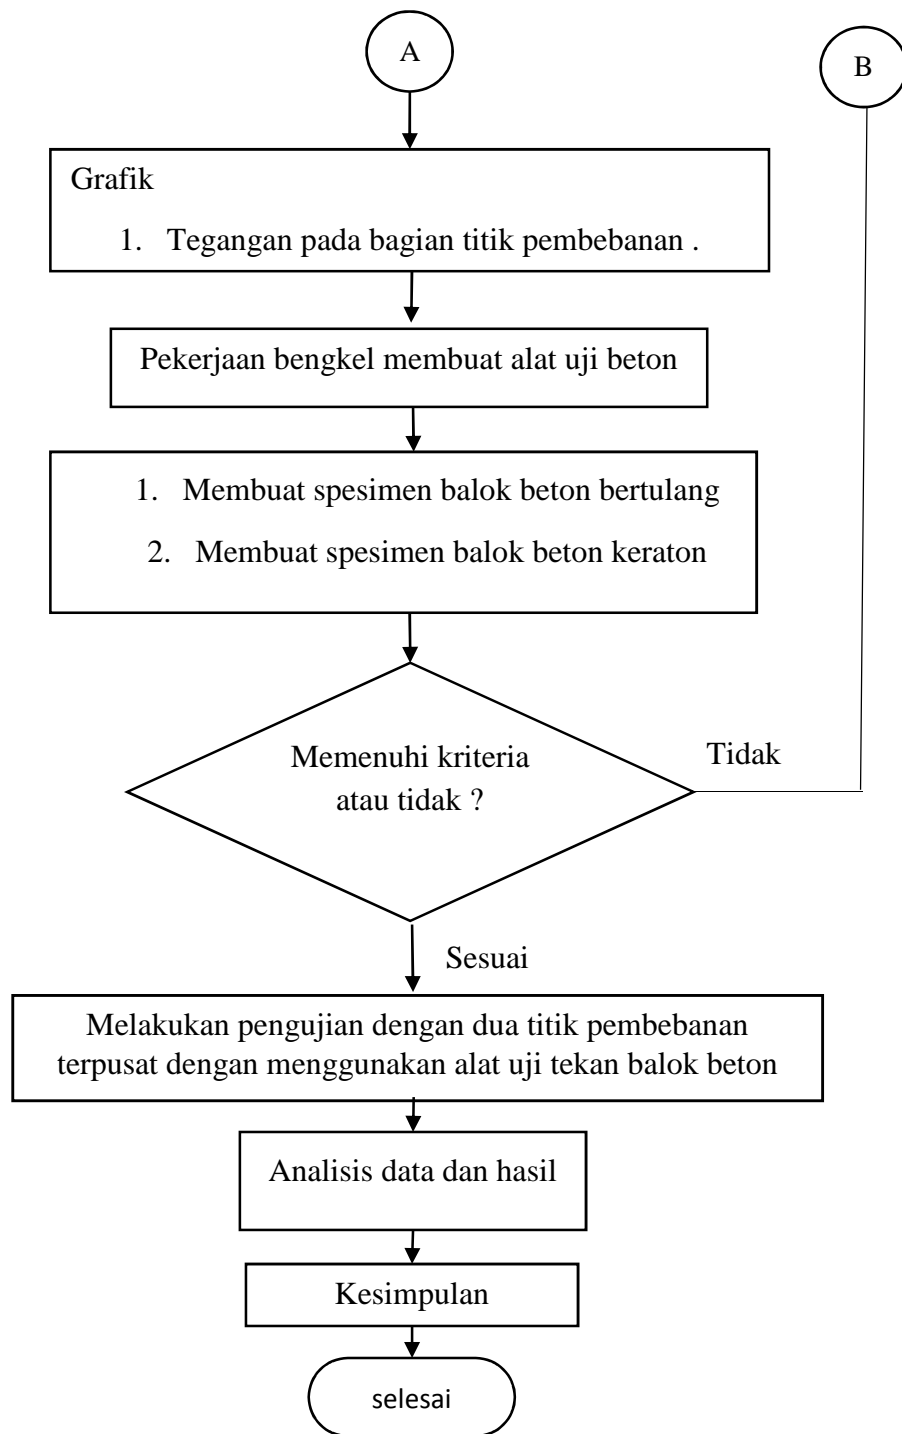 A
B
Grafik
1. Tegangan pada bagian titik pembebanan .
Pekerjaan bengkel membuat alat uji beton
1. Membuat spesimen balok beton bertulang
2. Membuat spesimen balok beton keraton
Memenuhi kriteria
atau tidak ?
Tidak
Sesuai
Melakukan pengujian dengan dua titik pembebanan
terpusat dengan menggunakan alat uji tekan balok beton
Analisis data dan hasil
Kesimpulan
selesai